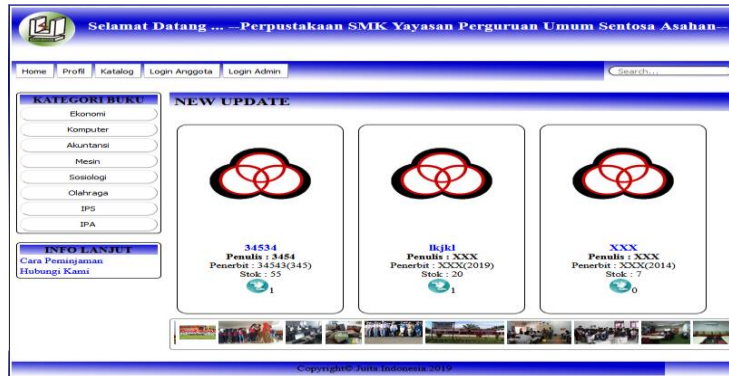 Selamat Datang ... --Perpustakaan SMK Yayasan Perguruan Umum Sentosa Asahan--
Home Profil Katalog Login Anggota Login Admin Search...
KATEGORI BUKU
Ekonomi
Komputer
Akuntansi
Mesin
Sosiologi
Olahraga
IPS
IPA
INFO LANJUT
Cara Peminjaman
Hubungi Kami
NEW UPDATE
34534
Penulis : 3454
Penerbit : 34543(345)
Stok : 55
1
lkjkl
Penulis : XXX
Penerbit : XXX(2019)
Stok : 20
1
XXX
Penulis : XXX
Penerbit : XXX(2014)
Stok : 7
0
Copyright© Juita.Indonesia.2019